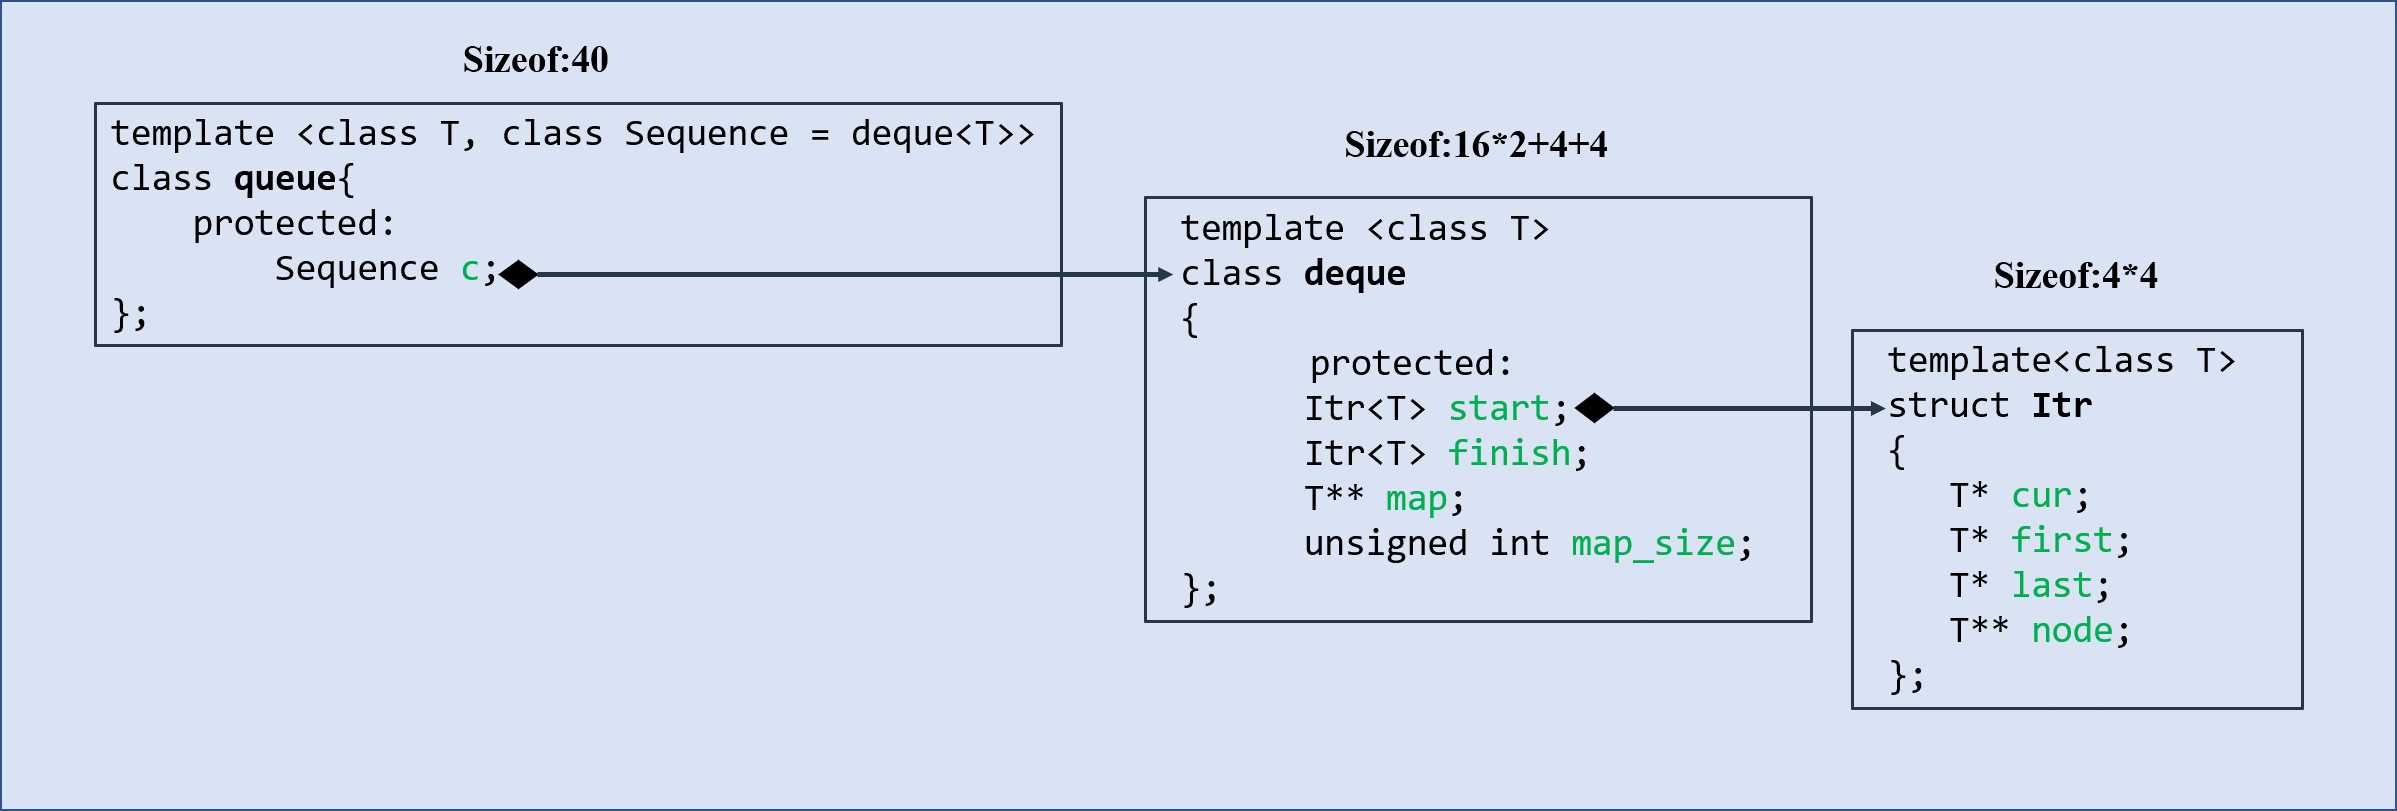 Sizeof:40
template <class T, class Sequence = deque<T>>
class queue{
    protected:
        Sequence c;
};
Sizeof:16*2+4+4
template <class T>
class deque
{
      protected:
      Itr<T> start;
      Itr<T> finish;
      T** map;
      unsigned int map_size;
};
Sizeof:4*4
template<class T>
struct Itr
{
   T* cur;
   T* first;
   T* last;
   T** node;
};